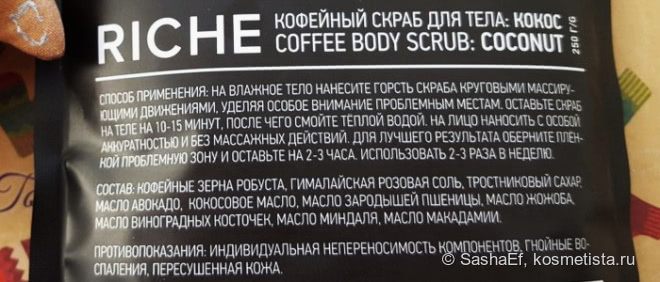 RICHE
КОФЕЙНЫЙ СКРАБ ДЛЯ ТЕЛА: КОКОС
COFFEE BODY SCRUB: COCONUT
250 Г/G
СПОСОБ ПРИМЕНЕНИЯ: НА ВЛАЖНОЕ ТЕЛО НАНЕСИТЕ ГОРСТЬ СКРАБА КРУГОВЫМИ МАССИРУ-
ЮЩИМИ ДВИЖЕНИЯМИ, УДЕЛЯЯ ОСОБОЕ ВНИМАНИЕ ПРОБЛЕМНЫМ МЕСТАМ. ОСТАВЬТЕ СКРАБ
НА ТЕЛЕ НА 10-15 МИНУТ, ПОСЛЕ ЧЕГО СМОЙТЕ ТЁПЛОЙ ВОДОЙ. НА ЛИЦО НАНОСИТЬ С ОСОБОЙ
АККУРАТНОСТЬЮ И БЕЗ МАССАЖНЫХ ДЕЙСТВИЙ. ДЛЯ ЛУЧШЕГО РЕЗУЛЬТАТА ОБЕРНИТЕ ПЛЁН-
КОЙ ПРОБЛЕМНУЮ ЗОНУ И ОСТАВЬТЕ НА 2-3 ЧАСА. ИСПОЛЬЗОВАТЬ 2-3 РАЗА В НЕДЕЛЮ.
СОСТАВ: КОФЕЙНЫЕ ЗЕРНА РОБУСТА, ГИМАЛАЙСКАЯ РОЗОВАЯ СОЛЬ, ТРОСТНИКОВЫЙ САХАР,
МАСЛО АВОКАДО, КОКОСОВОЕ МАСЛО, МАСЛО ЗАРОДЫШЕЙ ПШЕНИЦЫ, МАСЛО ЖОЖОБА,
МАСЛО ВИНОГРАДНЫХ КОСТОЧЕК, МАСЛО МИНДАЛЯ, МАСЛО МАКАДАМИИ.
ПРОТИВОПОКАЗАНИЯ: ИНДИВИДУАЛЬНАЯ НЕПЕРЕНОСИМОСТЬ КОМПОНЕНТОВ, ГНОЙНЫЕ ВО-
СПАЛЕНИЯ, ПЕРЕСУШЕННАЯ КОЖА.
© SashaEf, kosmetista.ru